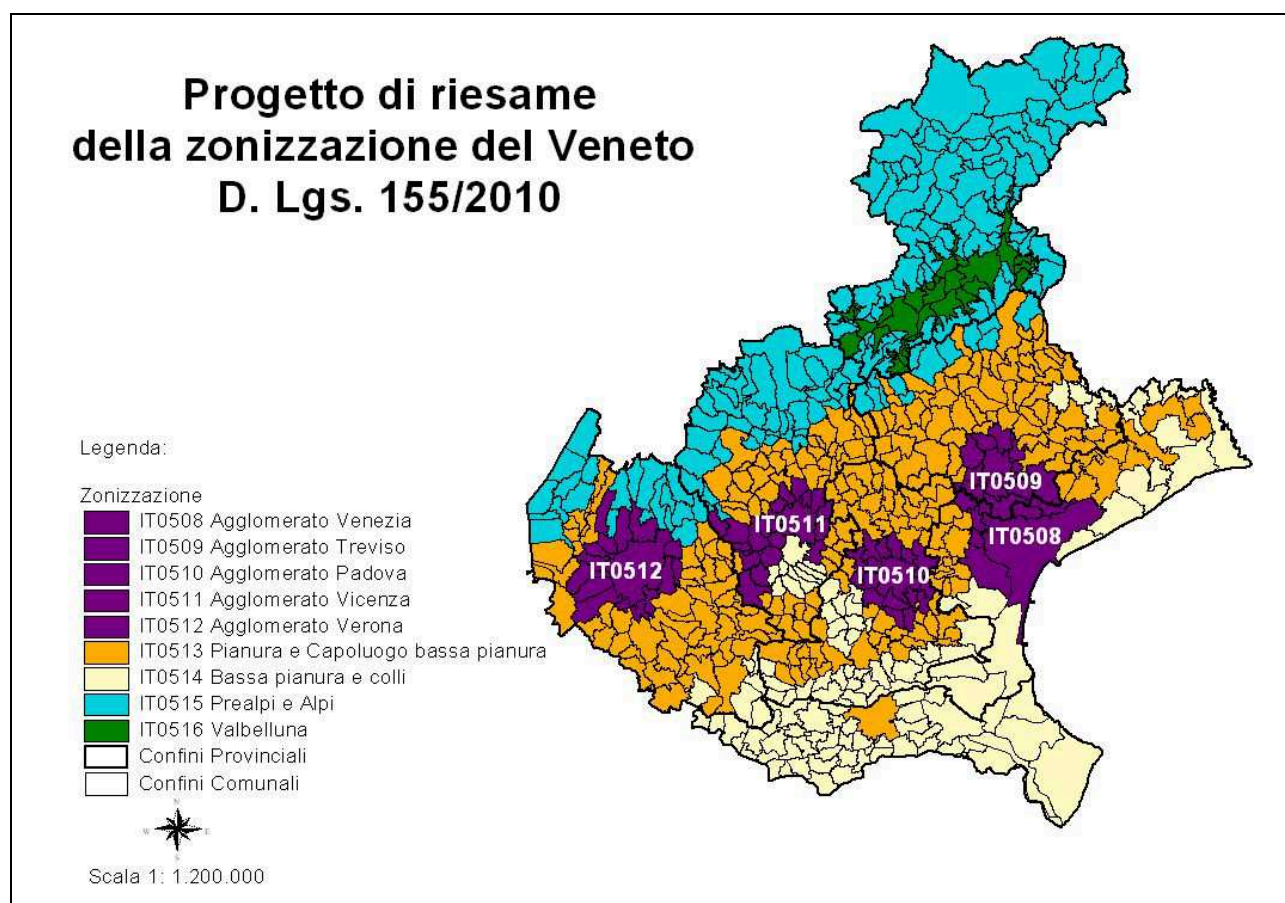 Progetto di riesame
della zonizzazione del Veneto
D. Lgs. 155/2010
IT0509
IT0511
IT0508
IT0512
IT0510
Legenda:
Zonizzazione
IT0508 Agglomerato Venezia
IT0509 Agglomerato Treviso
IT0510 Agglomerato Padova
IT0511 Agglomerato Vicenza
IT0512 Agglomerato Verona
IT0513 Pianura e Capoluogo bassa pianura
IT0514 Bassa pianura e colli
IT0515 Prealpi e Alpi
IT0516 Valbelluna
Confini Provinciali
Confini Comunali
N
W E
S
Scala 1: 1.200.000